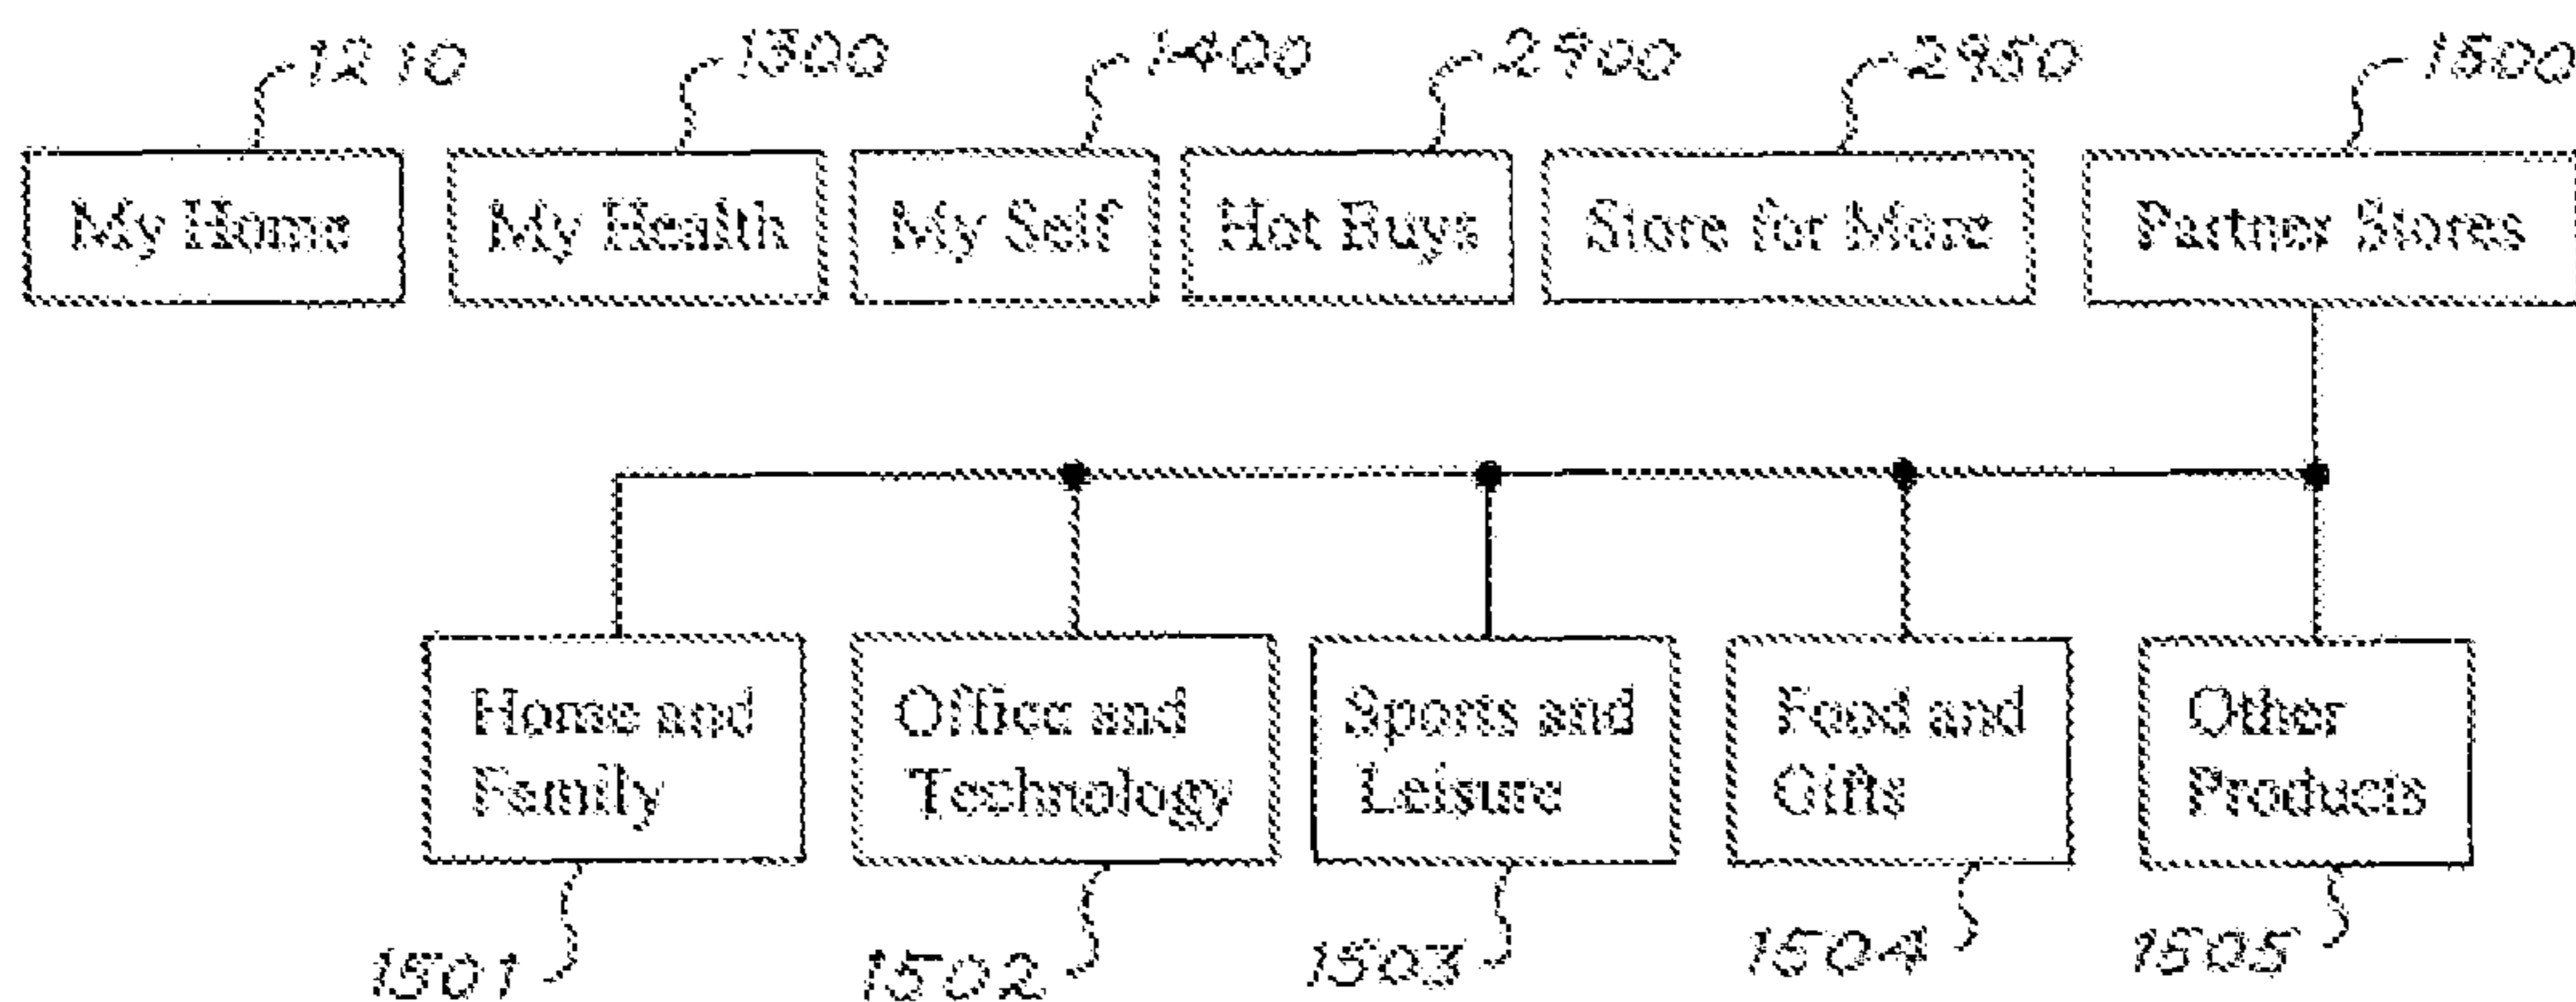 1210 1300 1400 2900 2950 1500
My Home My Health My Self Hot Buys Store for More Partner Stores
Home and Office and Sports and Food and Other
Family Technology Leisure Gifts Products
1501 1502 1503 1504 1505